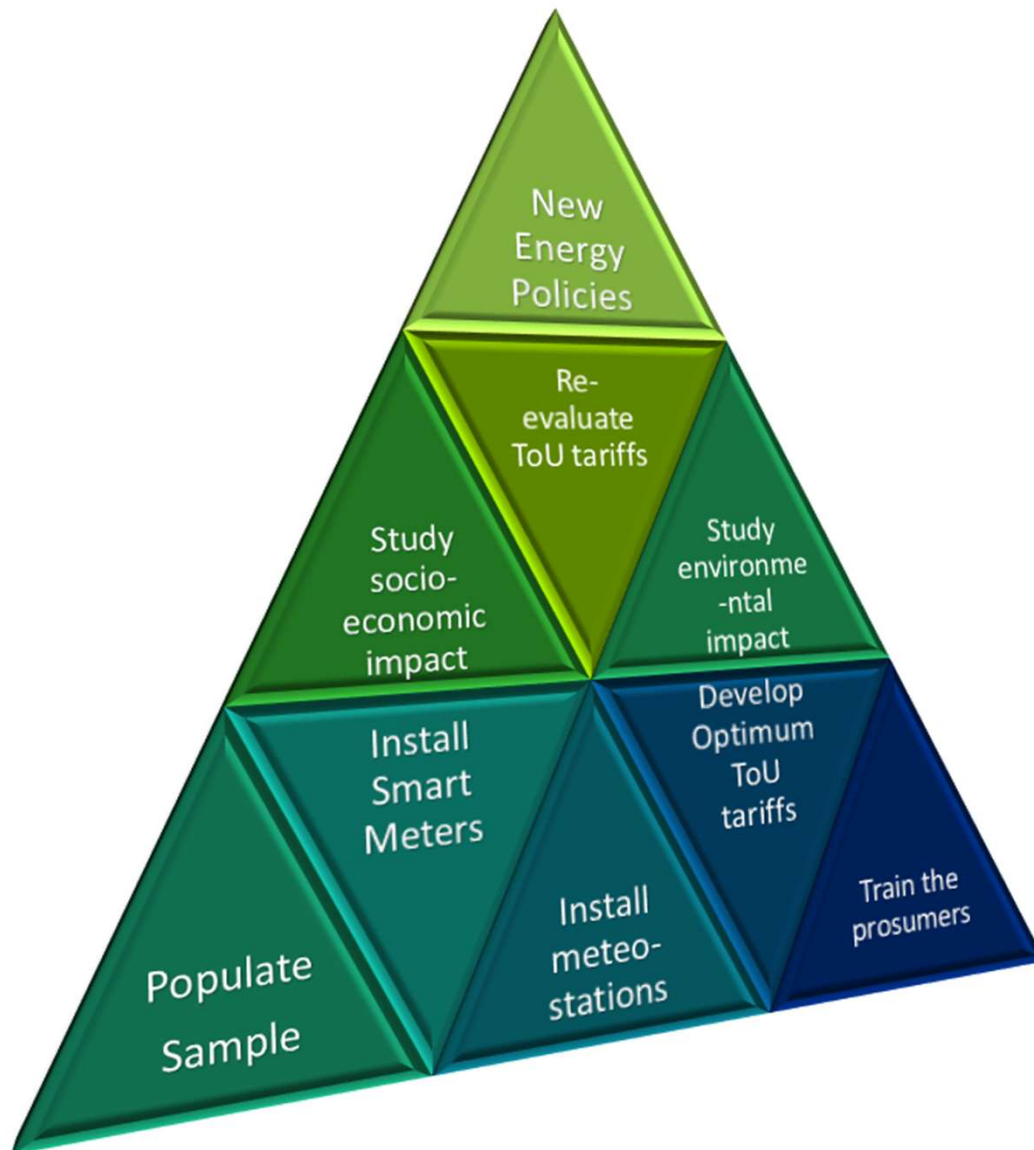 New
Energy
Policies
Re-
evaluate
ToU tariffs
Study
socio-
economic
impact
Study
environme
-ntal
impact
Populate
Sample
Install
Smart
Meters
Install
meteo-
stations
Develop
Optimum
ToU
tariffs
Train the
prosumers